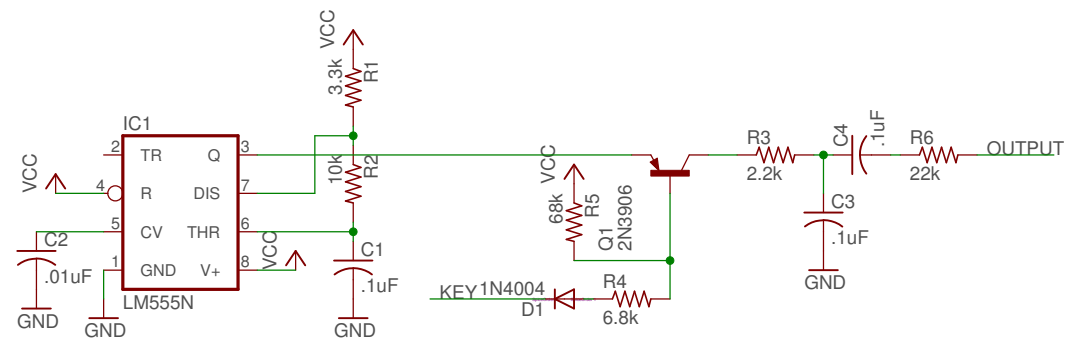 VCC
3.3k
R1
IC1
2
TR
Q
3
10k
R2
VCC
4
R
DIS
7
5
CV
THR
6
C2
.01uF
1
GND
V+
8
VCC
LM555N
C1
.1uF
GND
GND
GND
VCC
68k
R5
Q1
2N3906
KEY
1N4004
D1
R4
6.8k
R3
2.2k
C4
.1uF
R6
22k
OUTPUT
C3
.1uF
GND